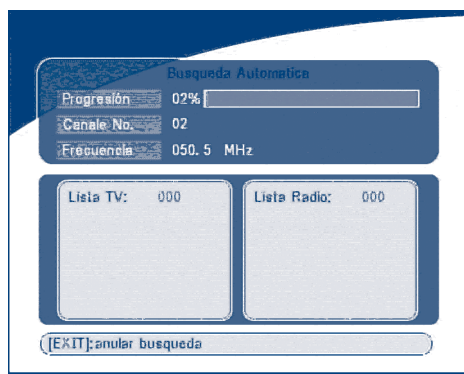 Busqueda Automatica
Progresión 02%
Canale No. 02
Frecuencia 050.5 MHz
Lista TV: 000 Lista Radio: 000
[EXIT]:anular busqueda